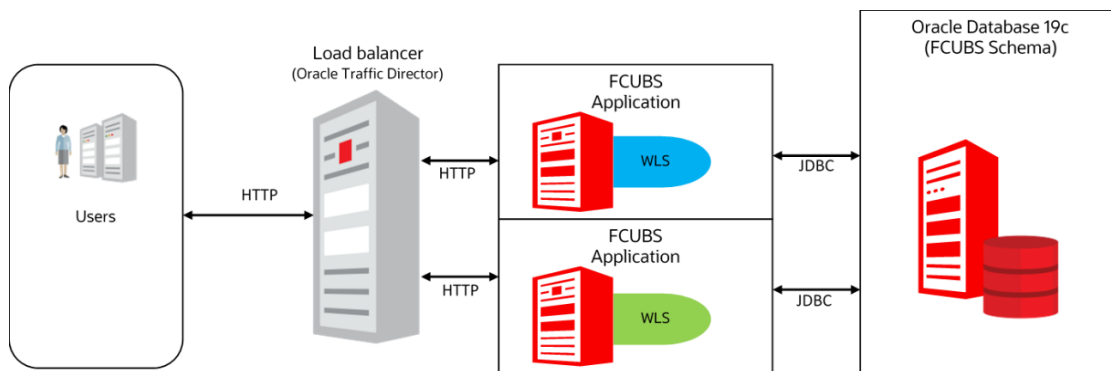 Users
HTTP
Load balancer
(Oracle Traffic Director)
HTTP
HTTP
FCUBS
Application
WLS
FCUBS
Application
WLS
JDBC
JDBC
Oracle Database 19c
(FCUBS Schema)